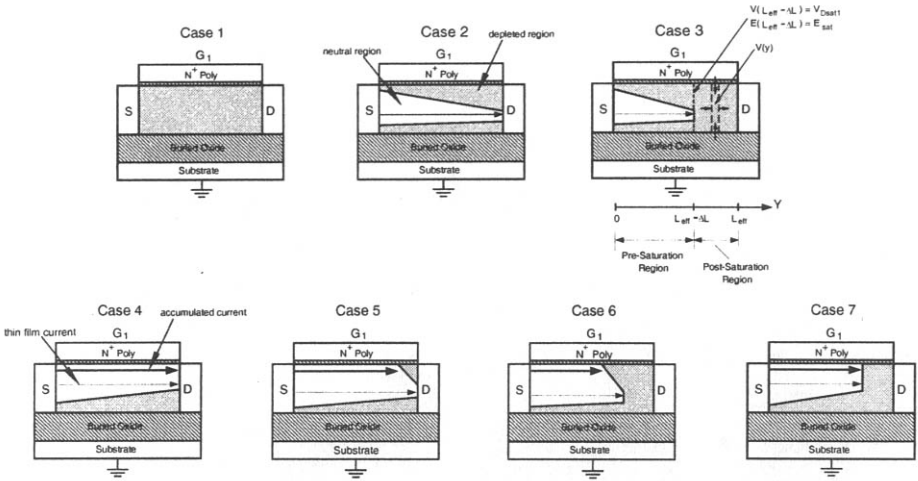 Case 1
G1
N+ Poly
S
D
Buried Oxide
Substrate
Case 2
neutral region
depleted region
G1
N+ Poly
S
D
Buried Oxide
Substrate
Case 3
V(Leff - ΔL) = VDsat1
E(Leff - ΔL) = Esat
V(y)
G1
N+ Poly
S
D
Buried Oxide
Substrate
0
Leff - ΔL
Leff
Y
Pre-Saturation
Region
Post-Saturation
Region
Case 4
thin film current
accumulated current
G1
N+ Poly
S
D
Buried Oxide
Substrate
Case 5
G1
N+ Poly
S
D
Buried Oxide
Substrate
Case 6
G1
N+ Poly
S
D
Buried Oxide
Substrate
Case 7
G1
N+ Poly
S
D
Buried Oxide
Substrate